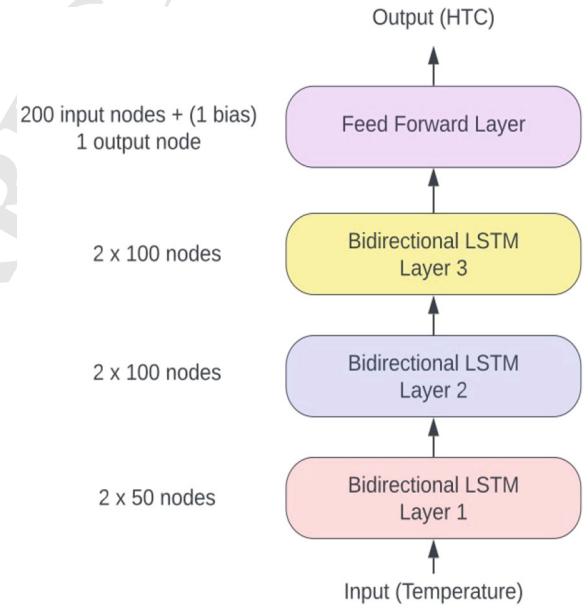 Output (HTC)
200 input nodes + (1 bias)
1 output node
Feed Forward Layer
2 x 100 nodes
Bidirectional LSTM
Layer 3
2 x 100 nodes
Bidirectional LSTM
Layer 2
2 x 50 nodes
Bidirectional LSTM
Layer 1
Input (Temperature)